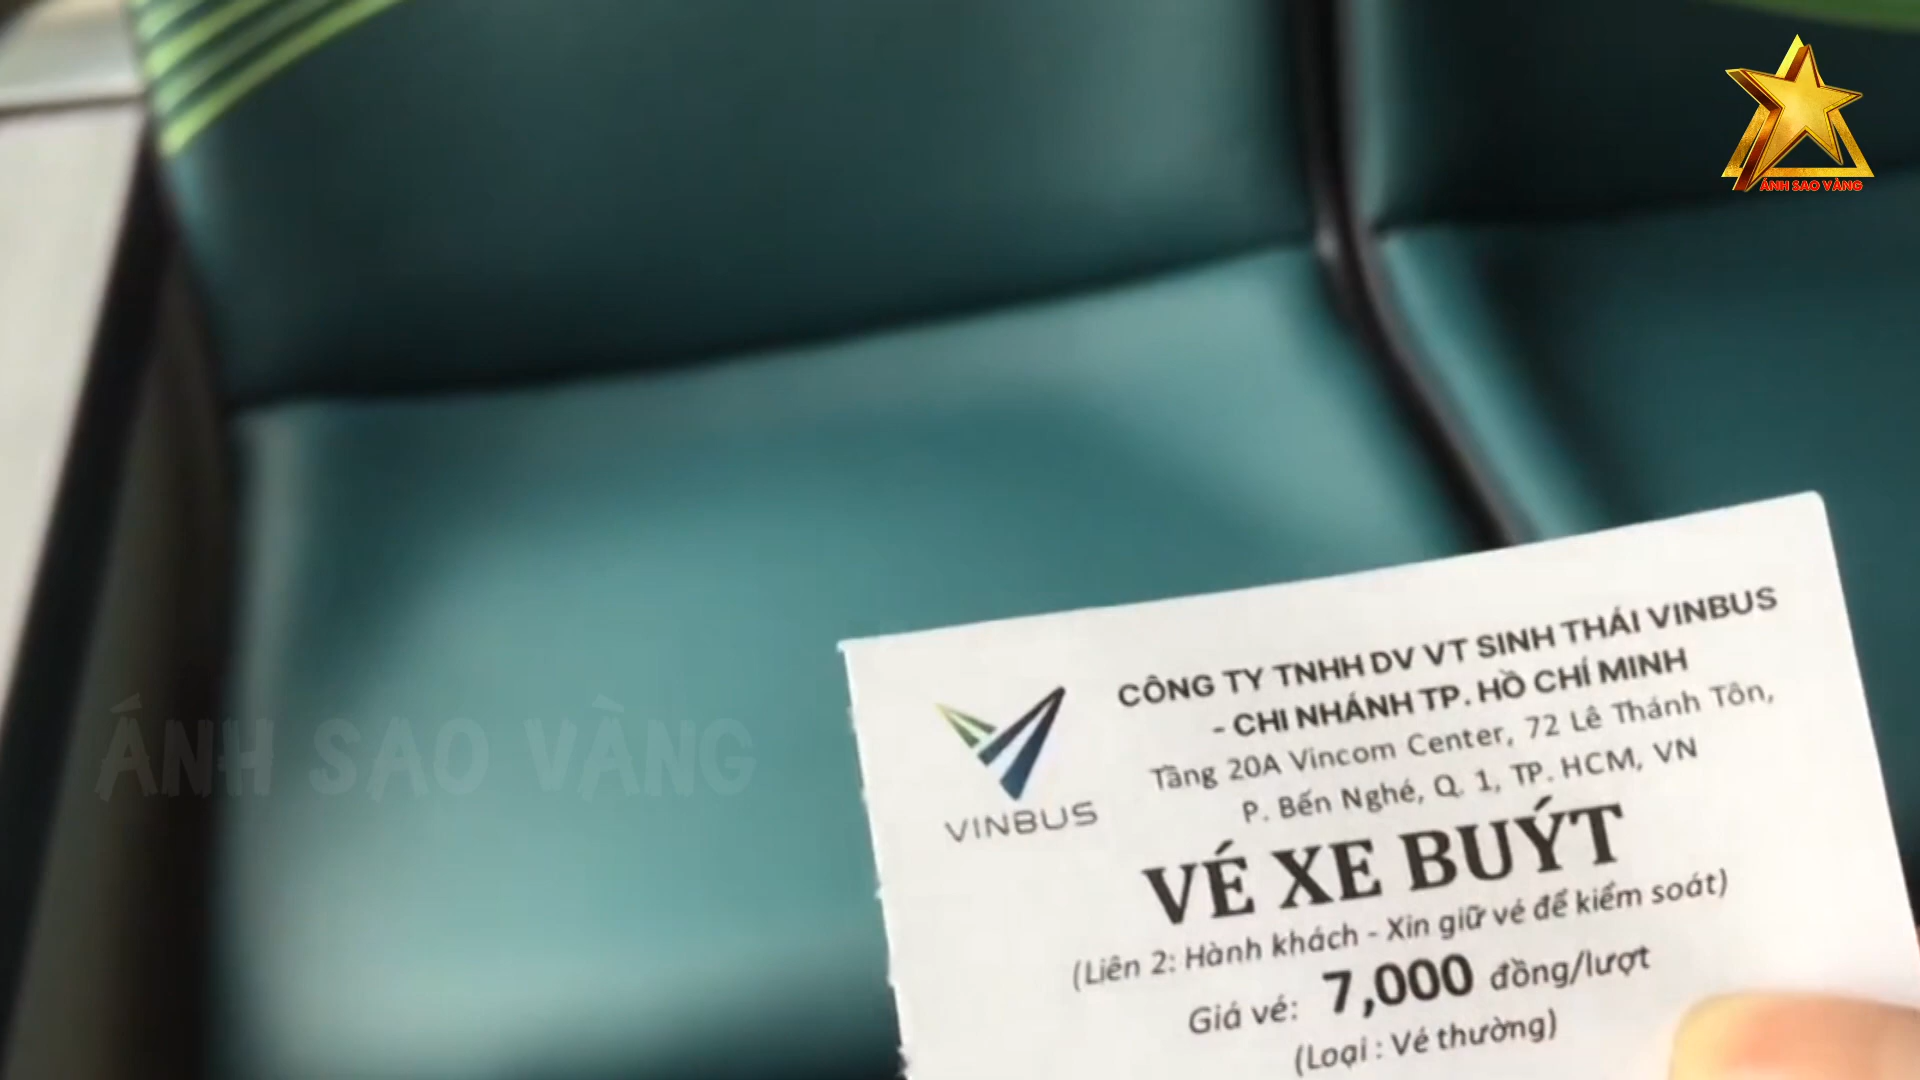 ÁNH SAO VÀNG
CÔNG TY TNHH DV VT SINH THÁI VINBUS
- CHI NHÁNH TP. HỒ CHÍ MINH
Tầng 20A Vincom Center, 72 Lê Thánh Tôn,
P. Bến Nghé, Q. 1, TP. HCM, VN
VINBUS
VÉ XE BUÝT
(Liên 2: Hành khách - Xin giữ vé để kiểm soát)
Giá vé: 7,000 đồng/lượt
(Loại : Vé thường)
ÁNH SAO VÀNG